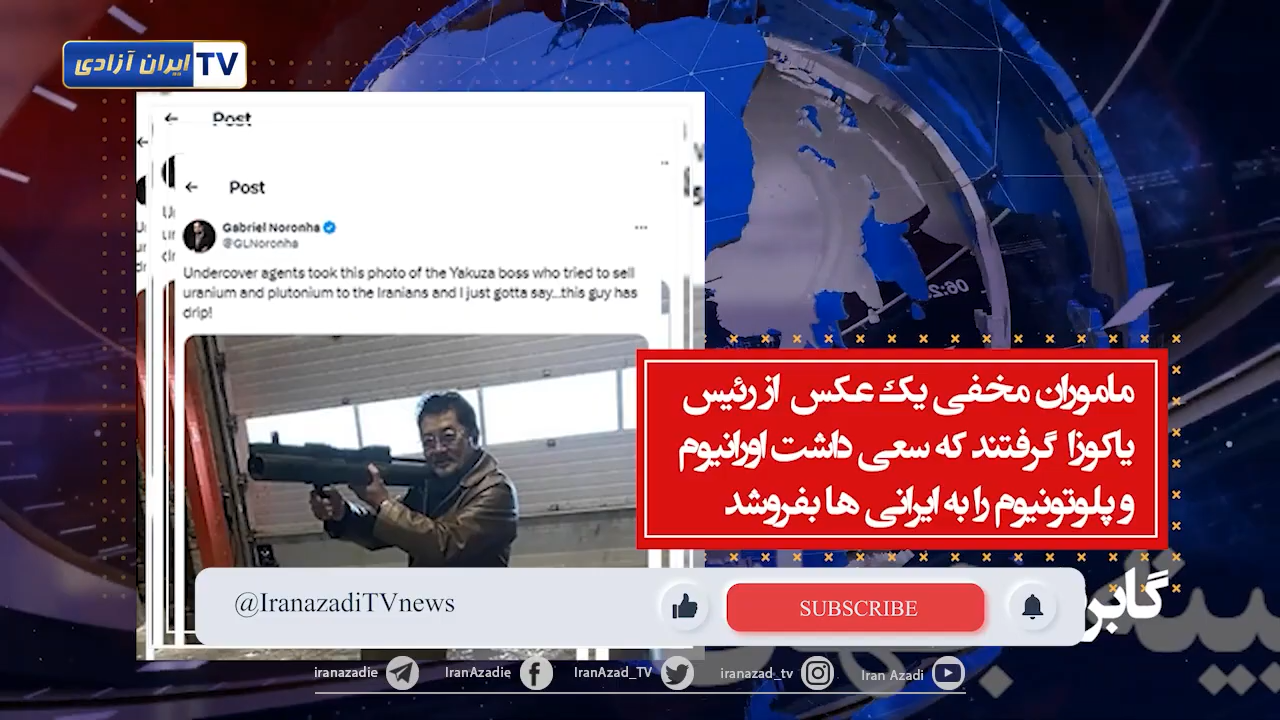 ایران آزادی TV
Post
Post
Gabriel Noronha
@GLNoronha
Undercover agents took this photo of the Yakuza boss who tried to sell
uranium and plutonium to the Iranians and I just gotta say...this guy has
drip!
ماموران مخفی یک عکس از رئیس
یاکوزا گرفتند که سعی داشت اورانیوم
و پلوتونیوم را به ایرانی ها بفروشد
گابر
@IranazadiTVnews
SUBSCRIBE
iranazadie
IranAzadie
IranAzad_TV
iranazad_tv
Iran Azadi